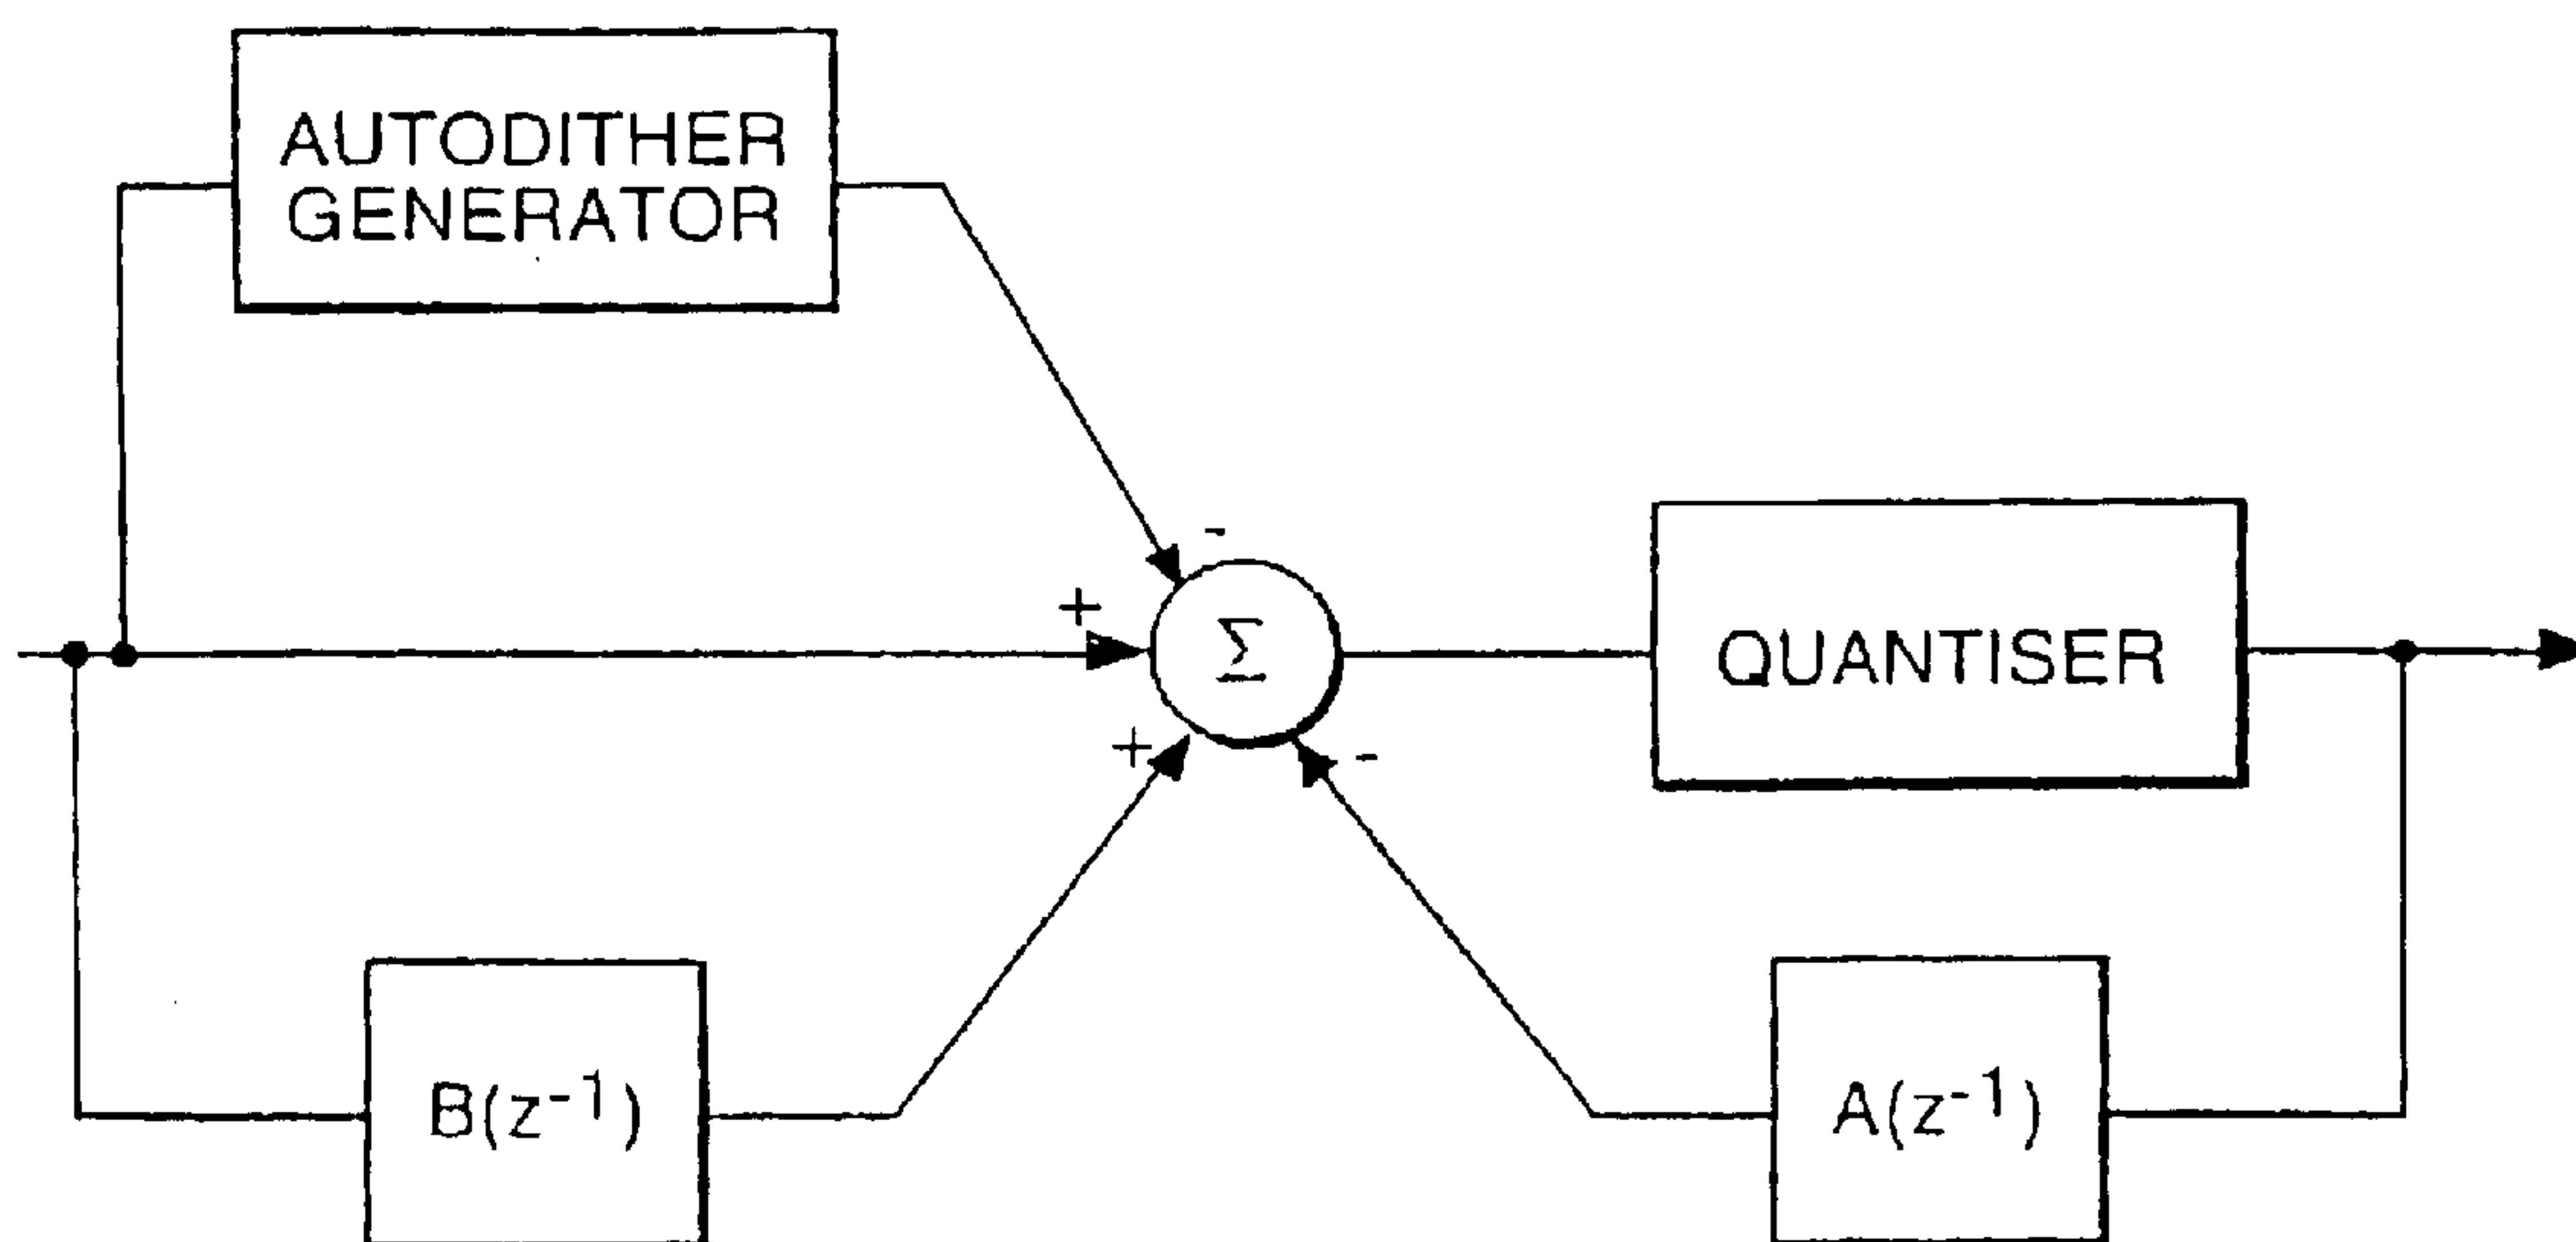 AUTODITHER
GENERATOR
-
+
Σ
QUANTISER
+
-
B(z⁻¹)
A(z⁻¹)